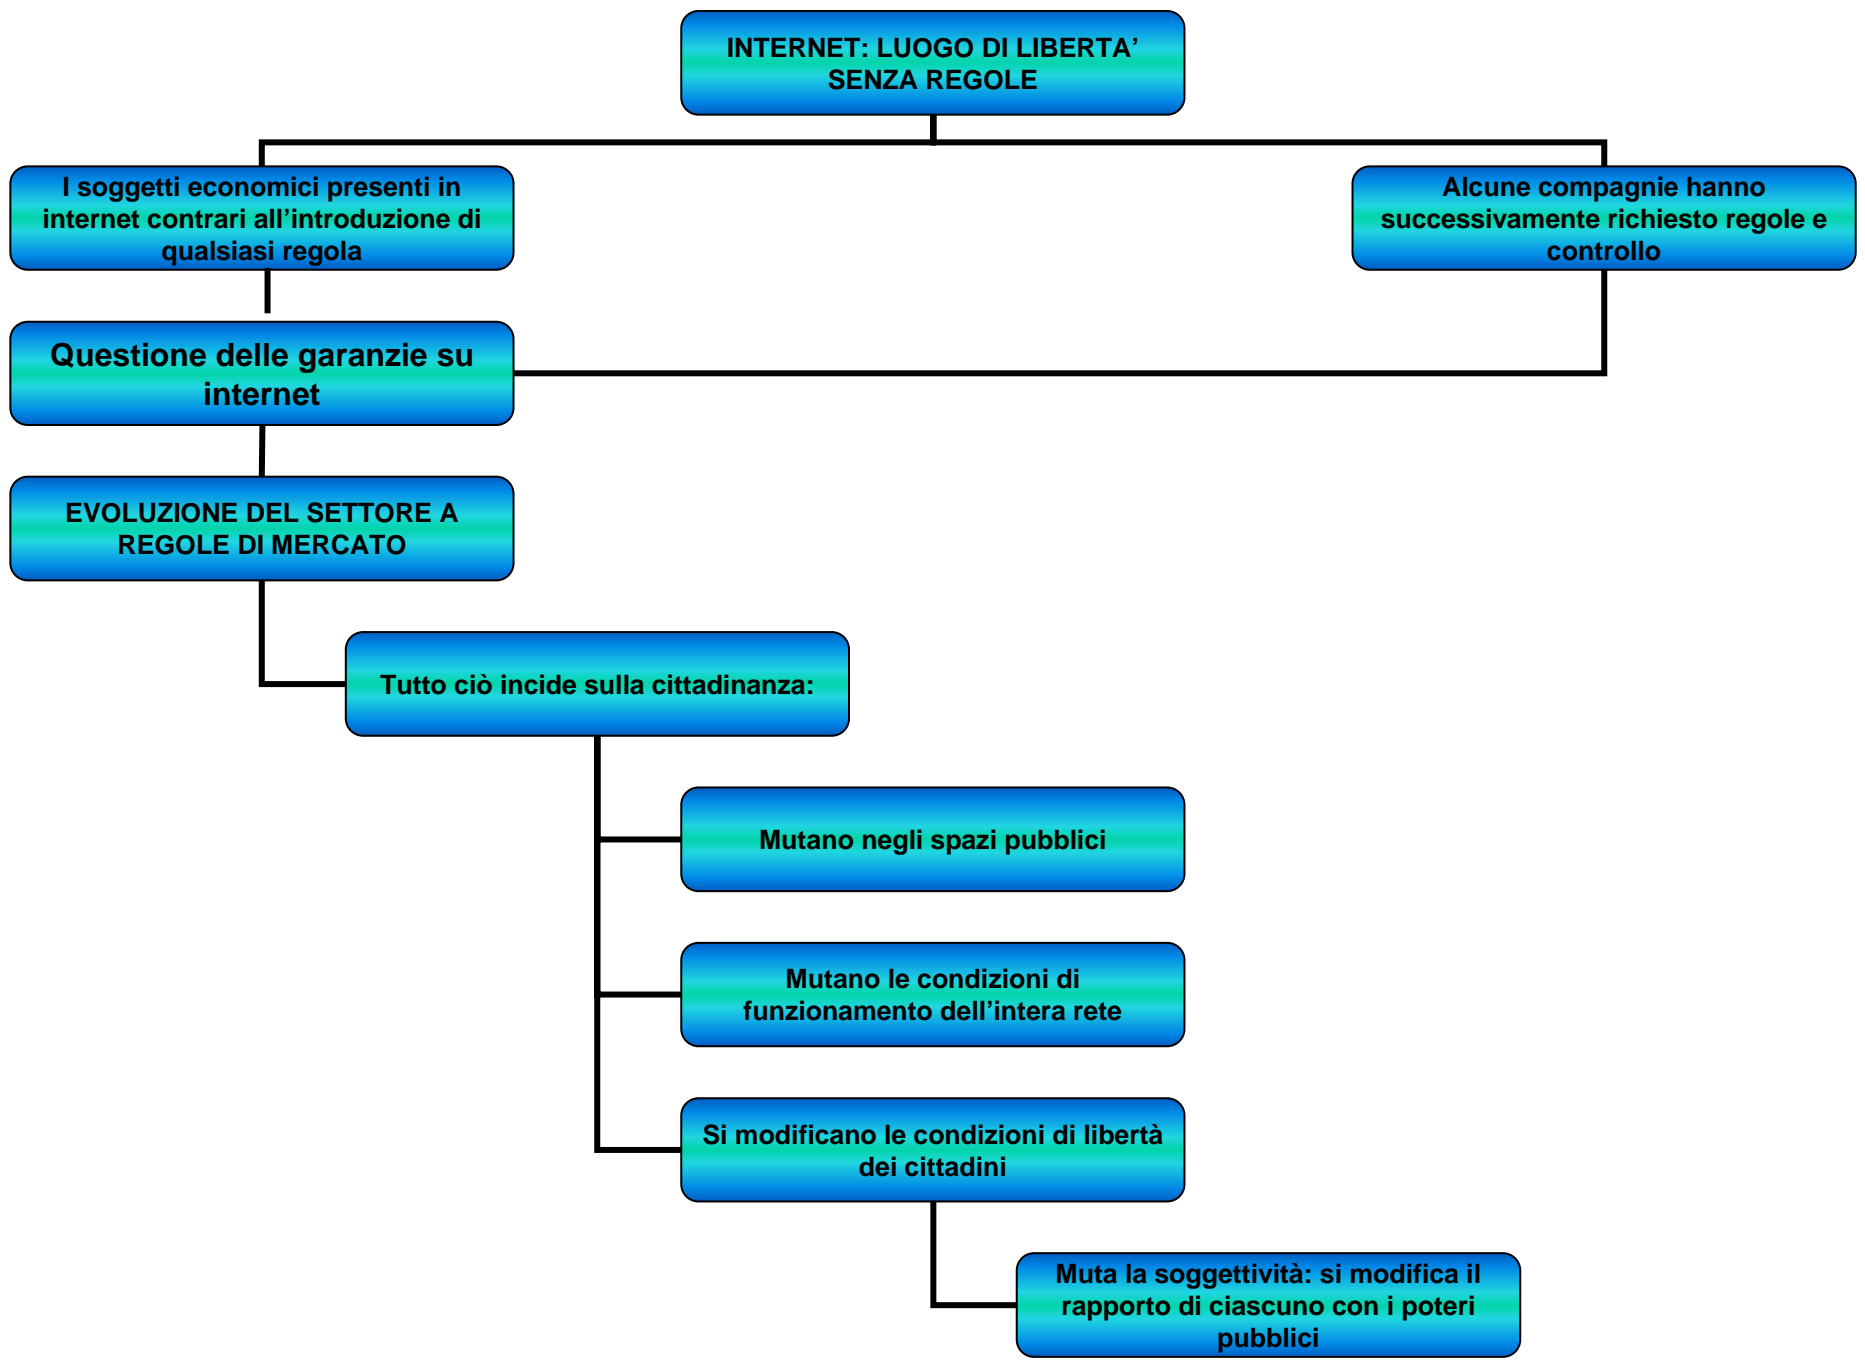 INTERNET: LUOGO DI LIBERTA’
SENZA REGOLE
I soggetti economici presenti in
internet contrari all’introduzione di
qualsiasi regola
Alcune compagnie hanno
successivamente richiesto regole e
controllo
Questione delle garanzie su
internet
EVOLUZIONE DEL SETTORE A
REGOLE DI MERCATO
Tutto ciò incide sulla cittadinanza:
Mutano negli spazi pubblici
Mutano le condizioni di
funzionamento dell’intera rete
Si modificano le condizioni di libertà
dei cittadini
Muta la soggettività: si modifica il
rapporto di ciascuno con i poteri
pubblici